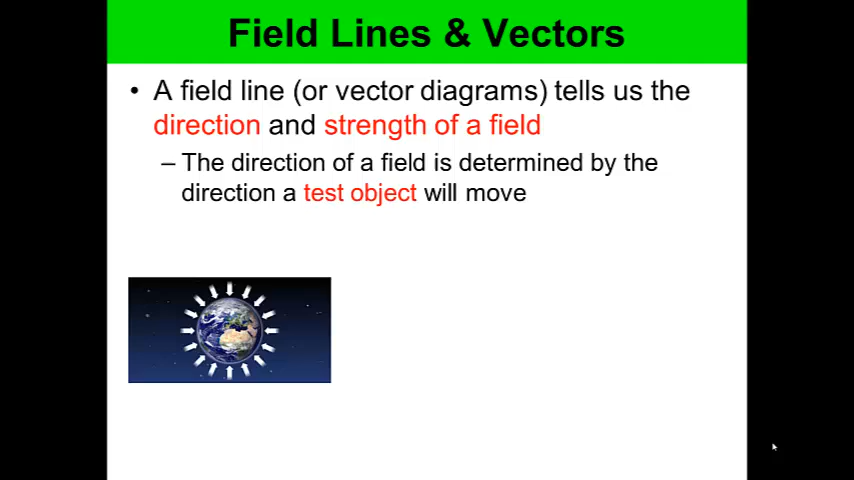 Field Lines & Vectors
• A field line (or vector diagrams) tells us the
direction and strength of a field
– The direction of a field is determined by the
direction a test object will move